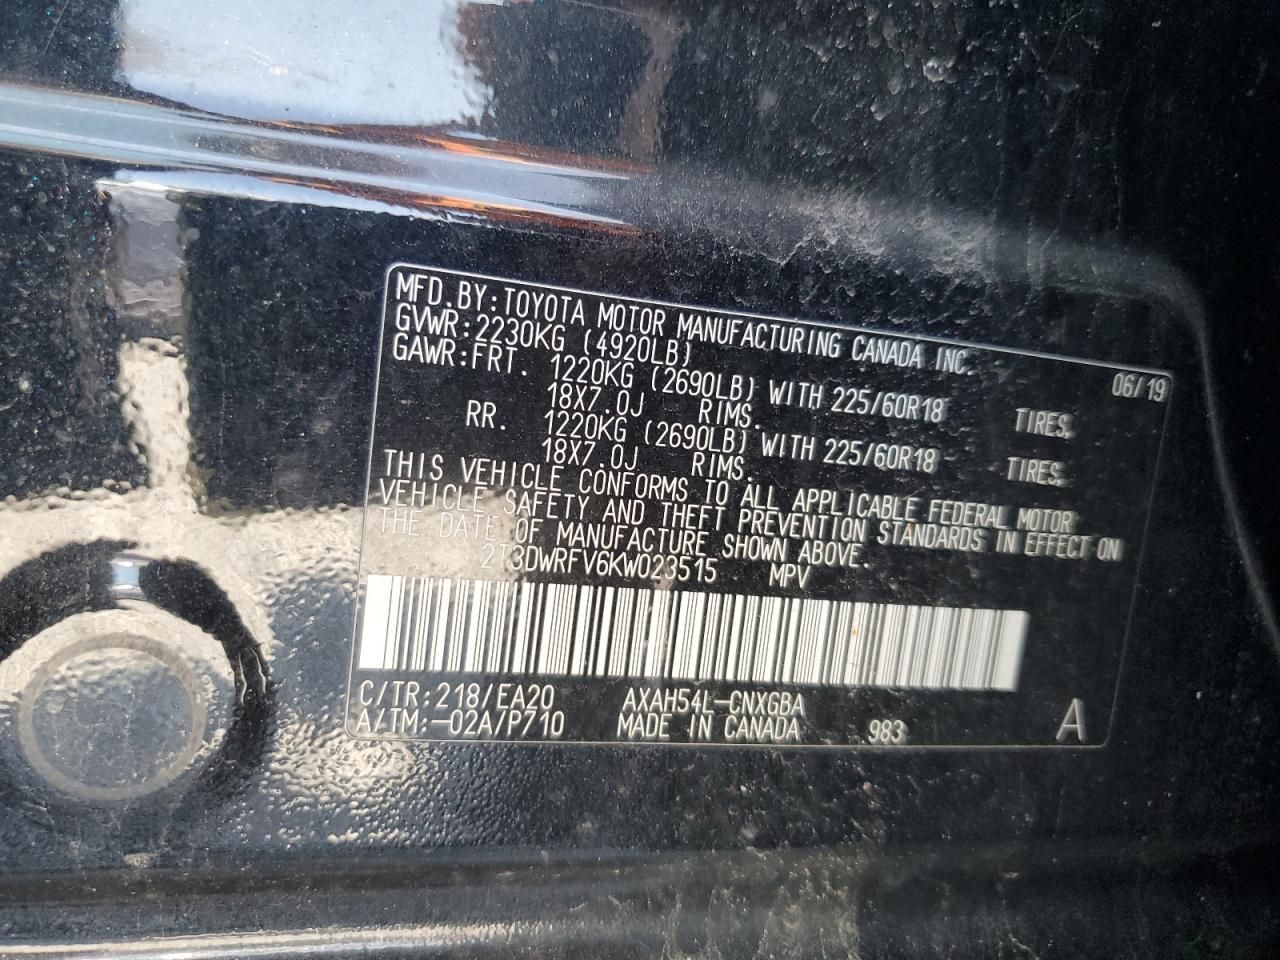 MFD.BY:TOYOTA MOTOR MANUFACTURING CANADA INC.
GVWR:2230KG (4920LB) 06/19
GAWR:FRT. 1220KG (2690LB) WITH 225/60R18 TIRES,
18X7.0J RIMS.
RR. 1220KG (2690LB) WITH 225/60R18 TIRES,
18X7.0J RIMS.
THIS VEHICLE CONFORMS TO ALL APPLICABLE FEDERAL MOTOR
VEHICLE SAFETY AND THEFT PREVENTION STANDARDS IN EFFECT ON
THE DATE OF MANUFACTURE SHOWN ABOVE.
2T3DWRFV6KW023515 MPV
C/TR:218/EA20 AXAH54L-CNXGBA
A/TM:-02A/P710 MADE IN CANADA 983 A